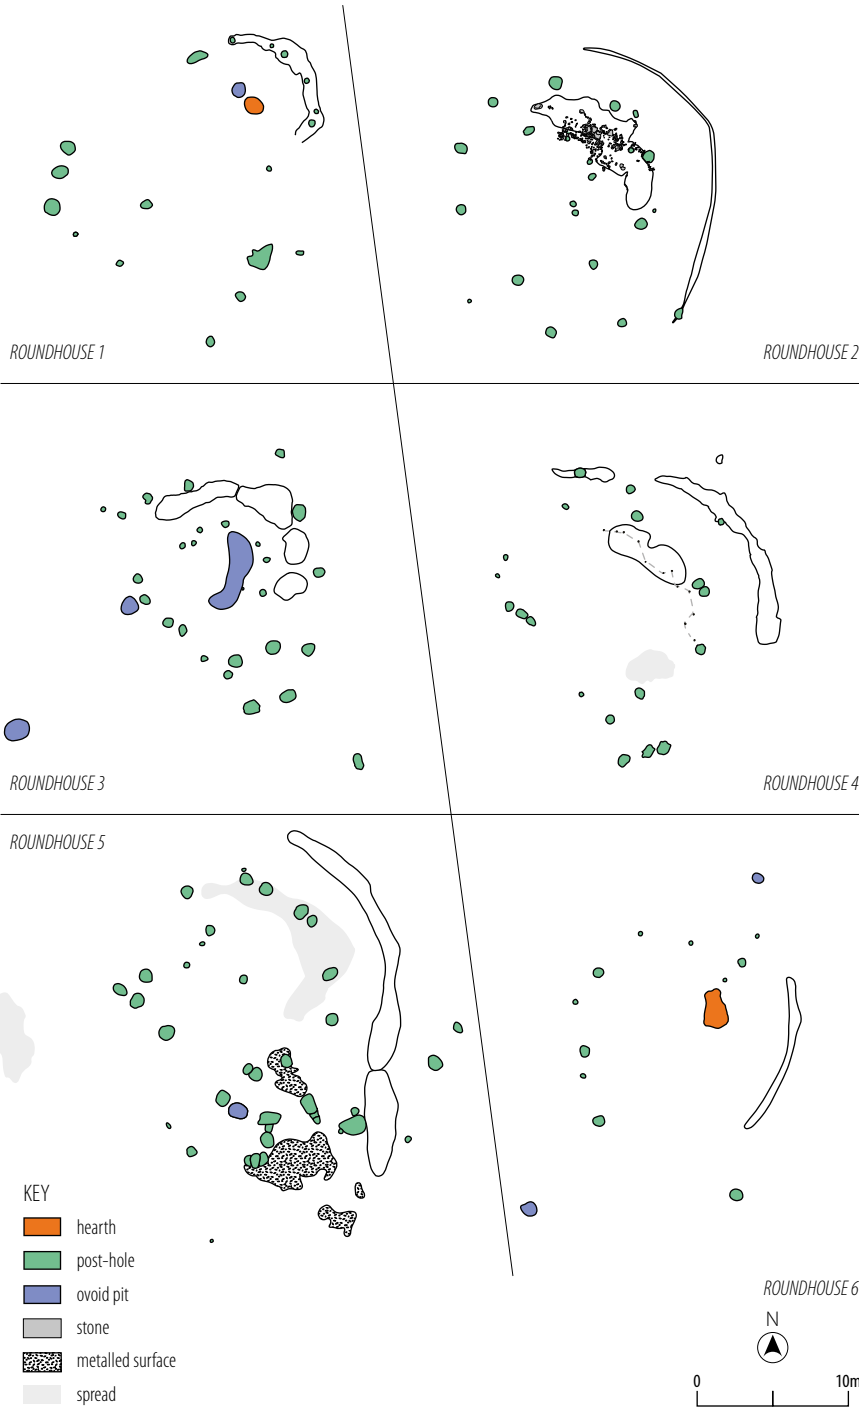 ROUNDHOUSE 1
ROUNDHOUSE 2
ROUNDHOUSE 3
ROUNDHOUSE 4
ROUNDHOUSE 5
KEY
hearth
post-hole
ovoid pit
stone
metalled surface
spread
ROUNDHOUSE 6
N
0 10m